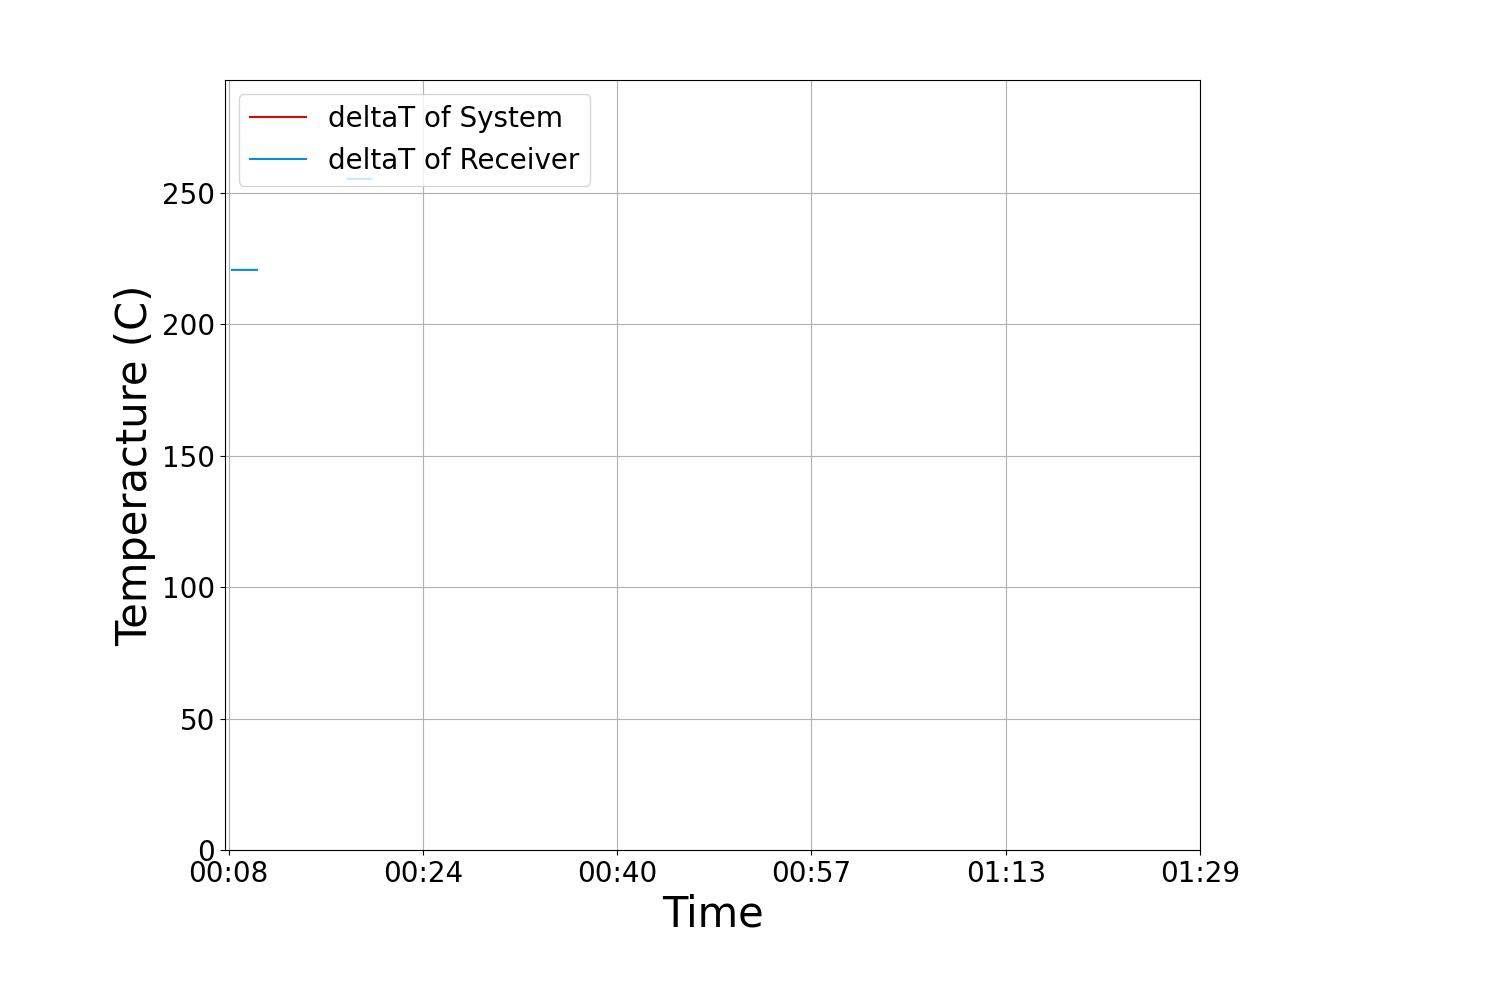 deltaT of System
deltaT of Receiver
250
200
150
100
50
0
Temperacture (C)
00:08 00:24 00:40 00:57 01:13 01:29
Time